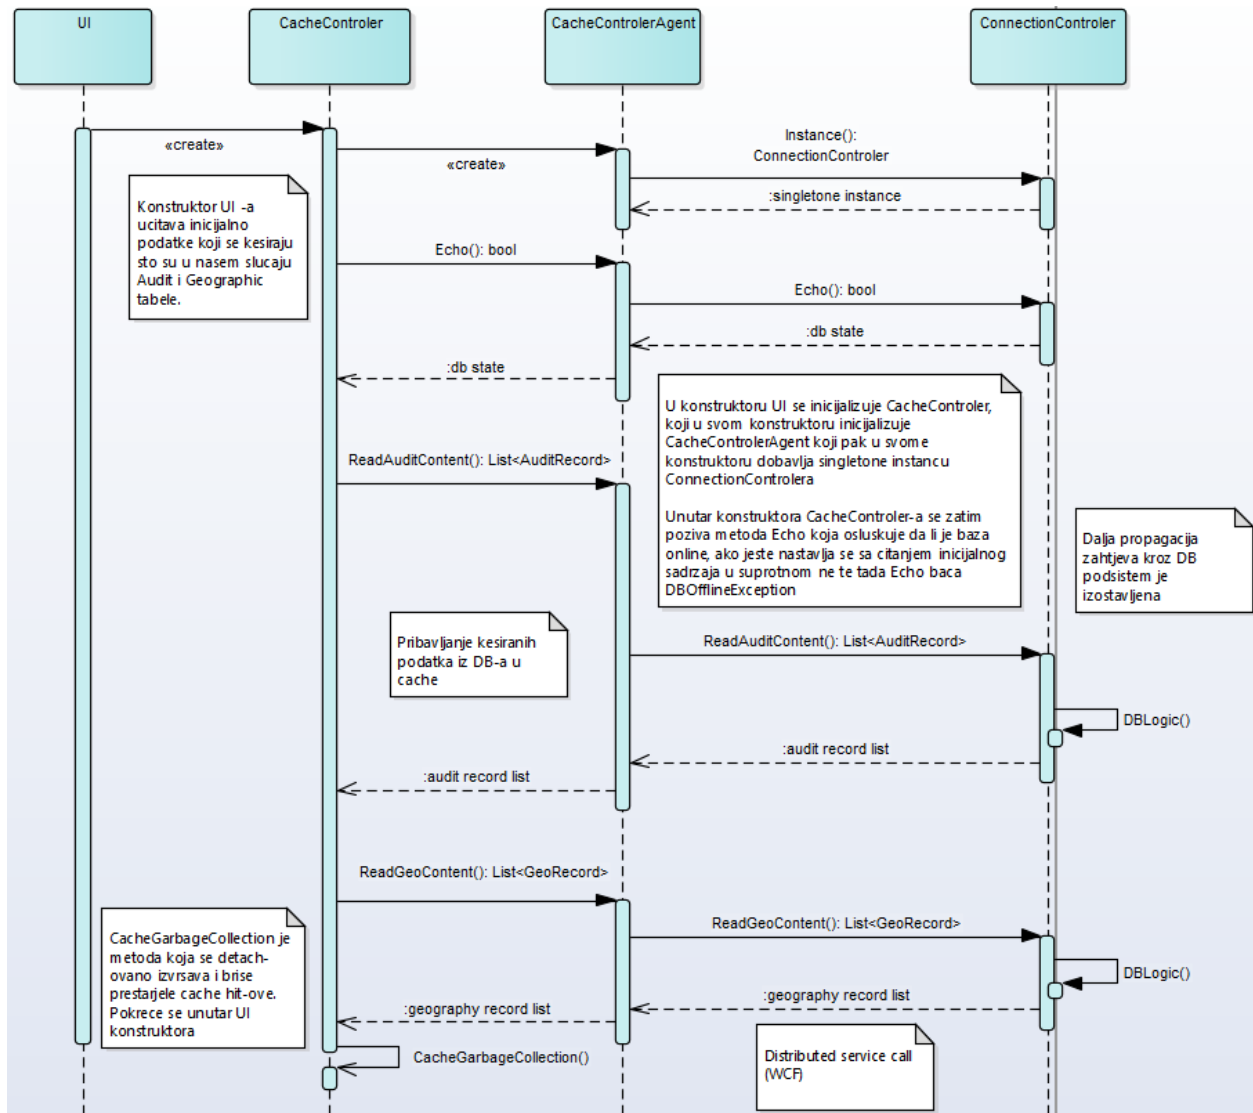 UI
CacheControler
CacheControlerAgent
ConnectionControler
«create»
«create»
Instance():
ConnectionControler
:singletone instance
Konstruktor UI -a
ucitava inicijalno
podatke koji se kesiraju
sto su u nasem slucaju
Audit i Geographic
tabele.
Echo(): bool
Echo(): bool
:db state
:db state
U konstruktoru UI se inicijalizuje CacheControler,
koji u svom konstruktoru inicijalizuje
CacheControlerAgent koji pak u svome
konstruktoru dobavlja singletone instancu
ConnectionControlera
Unutar konstruktora CacheControler-a se zatim
poziva metoda Echo koja osluskuje da li je baza
online, ako jeste nastavlja se sa citanjem inicijalnog
sadrzaja u suprotnom ne te tada Echo baca
DBOfflineException
ReadAuditContent(): List<AuditRecord>
Dalja propagacija
zahtjeva kroz DB
podsistem je
izostavljena
Pribavljanje kesiranih
podatka iz DB-a u
cache
ReadAuditContent(): List<AuditRecord>
DBLogic()
:audit record list
:audit record list
ReadGeoContent(): List<GeoRecord>
ReadGeoContent(): List<GeoRecord>
CacheGarbageCollection je
metoda koja se detach-
ovano izvrsava i brise
prestarjele cache hit-ove.
Pokrece se unutar UI
konstruktora
DBLogic()
:geography record list
:geography record list
CacheGarbageCollection()
Distributed service call
(WCF)